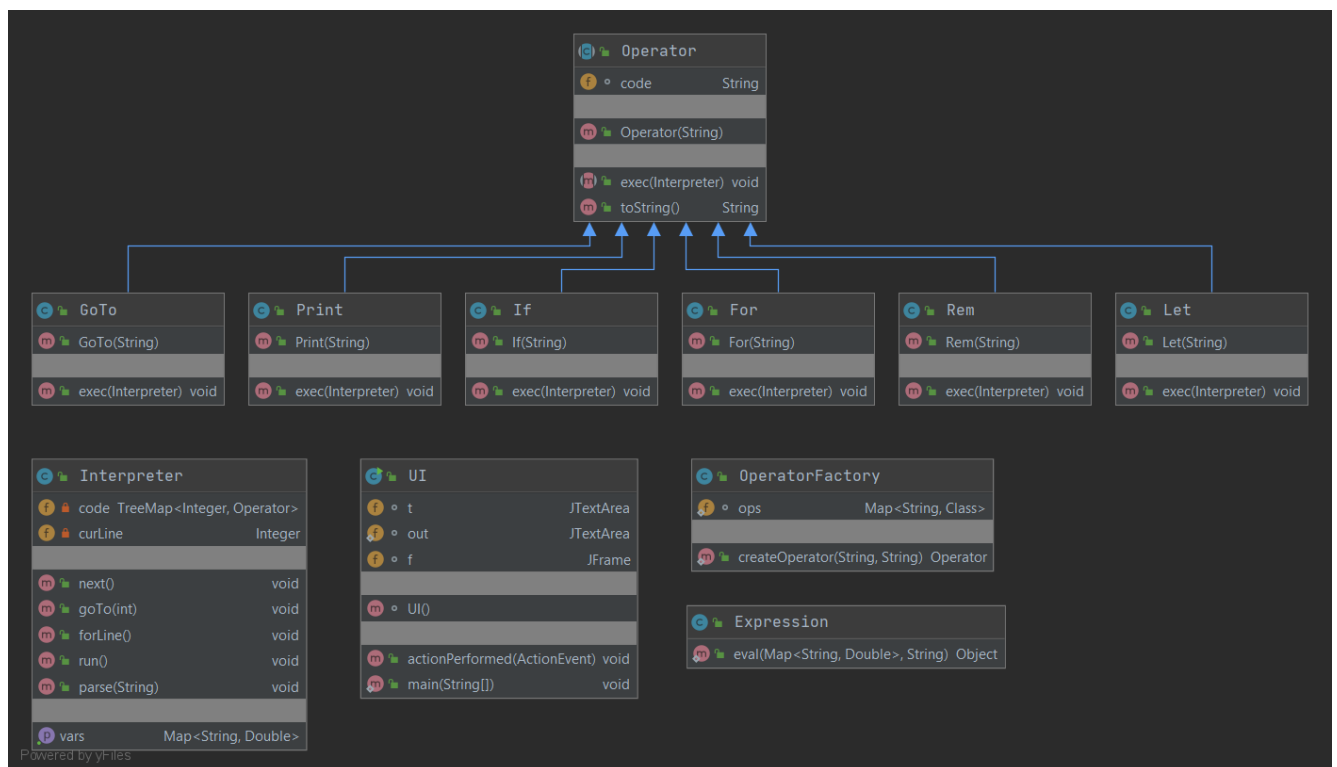 Operator
code String
Operator(String)
exec(Interpreter) void
toString() String
GoTo
GoTo(String)
exec(Interpreter) void
Print
Print(String)
exec(Interpreter) void
If
If(String)
exec(Interpreter) void
For
For(String)
exec(Interpreter) void
Rem
Rem(String)
exec(Interpreter) void
Let
Let(String)
exec(Interpreter) void
Interpreter
code TreeMap<Integer, Operator>
curLine Integer
next() void
goTo(int) void
forLine() void
run() void
parse(String) void
vars Map<String, Double>
UI
t JTextArea
out JTextArea
f JFrame
UI()
actionPerformed(ActionEvent) void
main(String[]) void
OperatorFactory
ops Map<String, Class>
createOperator(String, String) Operator
Expression
eval(Map<String, Double>, String) Object
Powered by yFiles